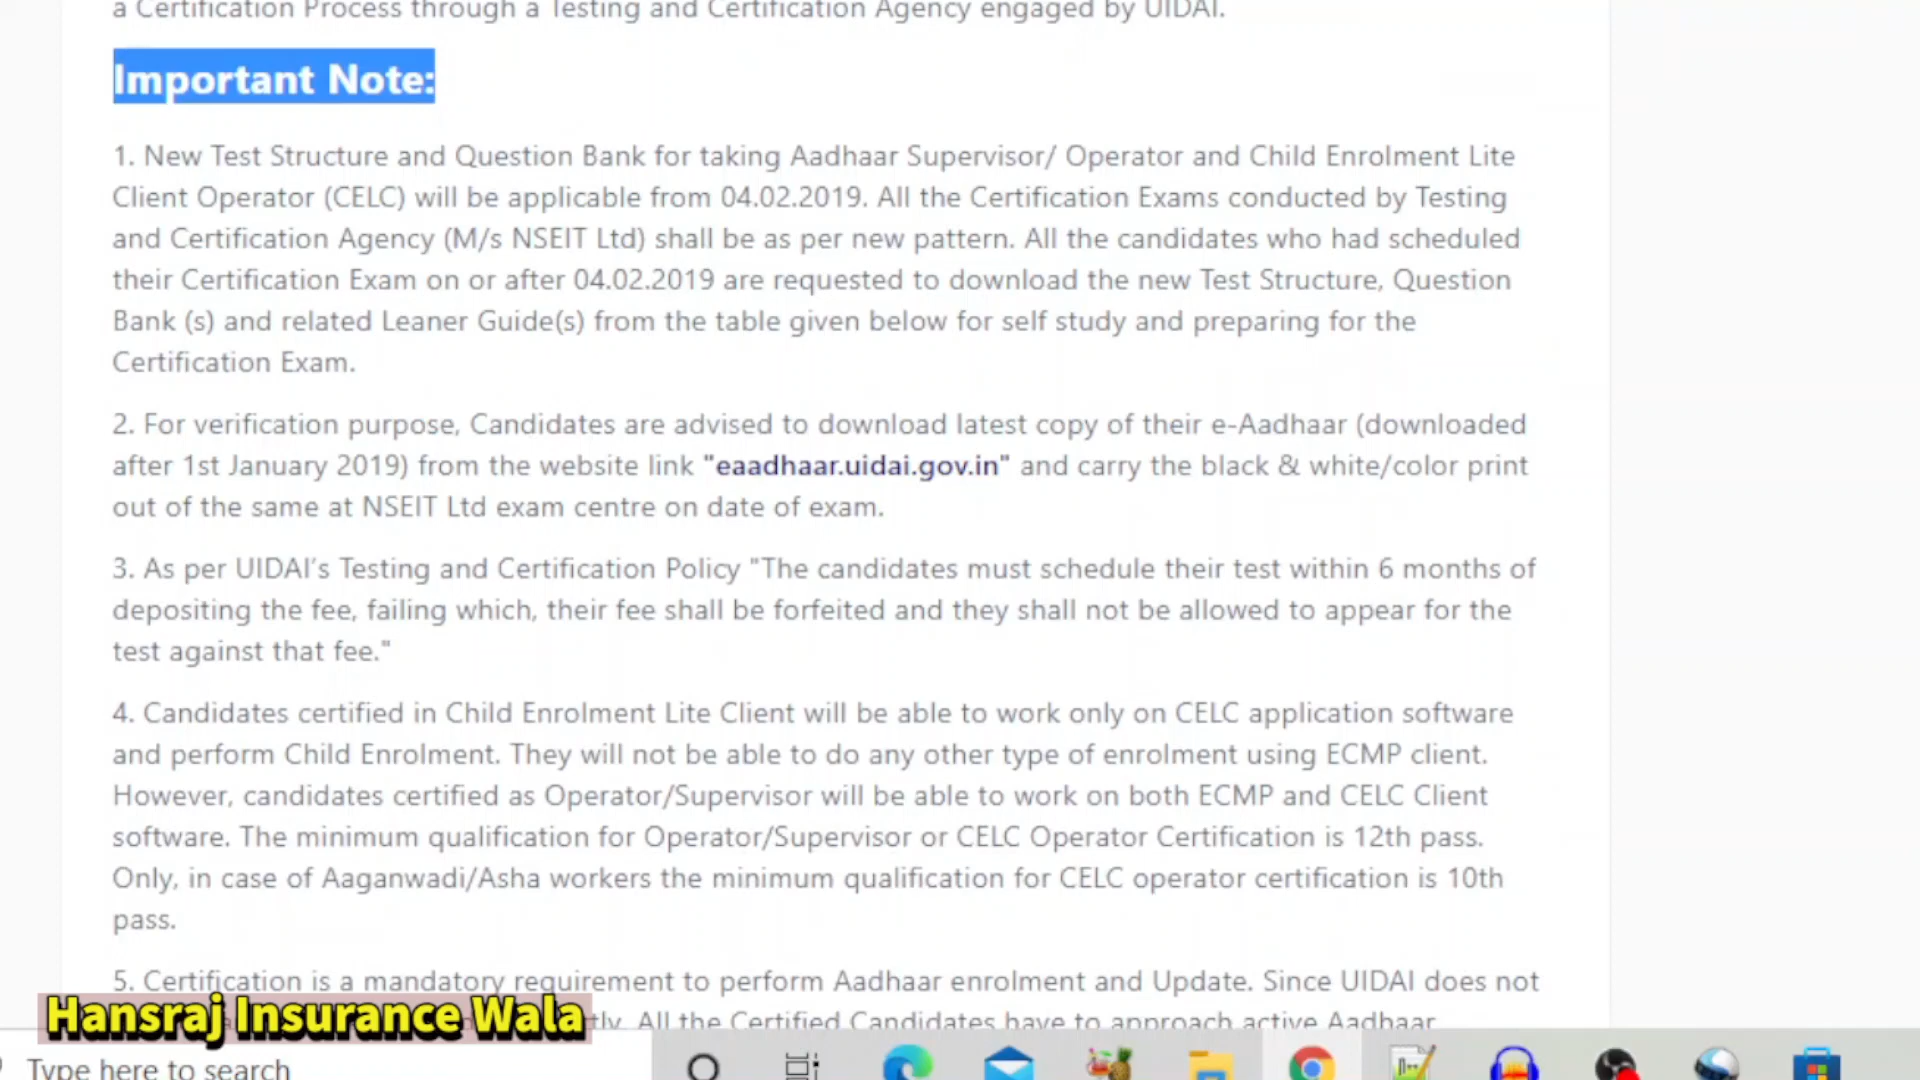 a Certification Process through a Testing and Certification Agency engaged by UIDAI.
Important Note:
1. New Test Structure and Question Bank for taking Aadhaar Supervisor/ Operator and Child Enrolment Lite
Client Operator (CELC) will be applicable from 04.02.2019. All the Certification Exams conducted by Testing
and Certification Agency (M/s NSEIT Ltd) shall be as per new pattern. All the candidates who had scheduled
their Certification Exam on or after 04.02.2019 are requested to download the new Test Structure, Question
Bank (s) and related Leaner Guide(s) from the table given below for self study and preparing for the
Certification Exam.
2. For verification purpose, Candidates are advised to download latest copy of their e-Aadhaar (downloaded
after 1st January 2019) from the website link "eaadhaar.uidai.gov.in" and carry the black & white/color print
out of the same at NSEIT Ltd exam centre on date of exam.
3. As per UIDAI’s Testing and Certification Policy "The candidates must schedule their test within 6 months of
depositing the fee, failing which, their fee shall be forfeited and they shall not be allowed to appear for the
test against that fee."
4. Candidates certified in Child Enrolment Lite Client will be able to work only on CELC application software
and perform Child Enrolment. They will not be able to do any other type of enrolment using ECMP client.
However, candidates certified as Operator/Supervisor will be able to work on both ECMP and CELC Client
software. The minimum qualification for Operator/Supervisor or CELC Operator Certification is 12th pass.
Only, in case of Aaganwadi/Asha workers the minimum qualification for CELC operator certification is 10th
pass.
5. Certification is a mandatory requirement to perform Aadhaar enrolment and Update. Since UIDAI does not
All the Certified Candidates have to approach active Aadhaar
Hansraj Insurance Wala
Type here to search